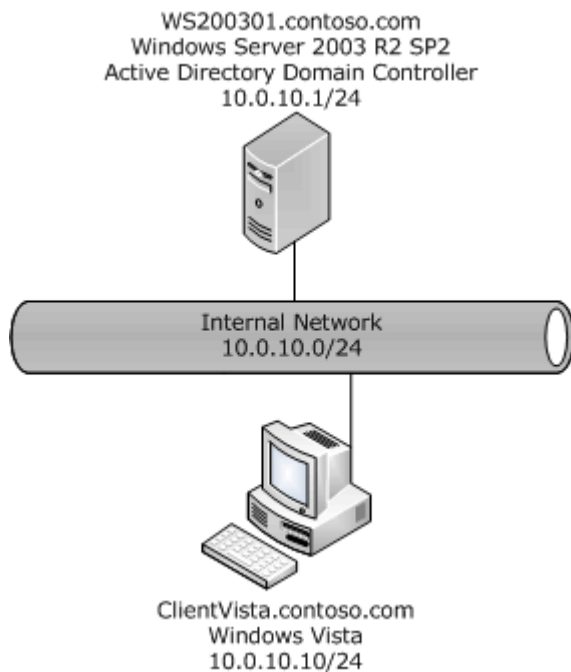 WS200301.contoso.com
Windows Server 2003 R2 SP2
Active Directory Domain Controller
10.0.10.1/24
Internal Network
10.0.10.0/24
ClientVista.contoso.com
Windows Vista
10.0.10.10/24